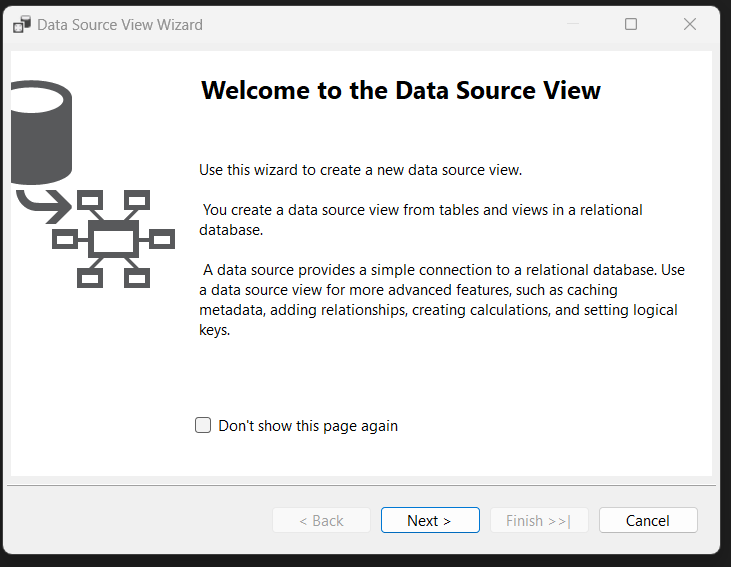 Data Source View Wizard
Welcome to the Data Source View
Use this wizard to create a new data source view.
You create a data source view from tables and views in a relational
database.
A data source provides a simple connection to a relational database. Use
a data source view for more advanced features, such as caching
metadata, adding relationships, creating calculations, and setting logical
keys.
Don't show this page again
< Back
Next >
Finish >>|
Cancel